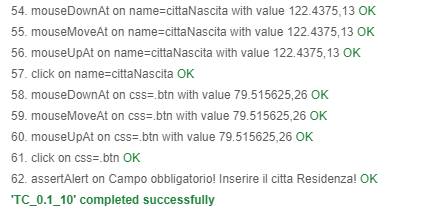 54. mouseDownAt on name=cittaNascita with value 122.4375,13 OK
55. mouseMoveAt on name=cittaNascita with value 122.4375,13 OK
56. mouseUpAt on name=cittaNascita with value 122.4375,13 OK
57. click on name=cittaNascita OK
58. mouseDownAt on css=.btn with value 79.515625,26 OK
59. mouseMoveAt on css=.btn with value 79.515625,26 OK
60. mouseUpAt on css=.btn with value 79.515625,26 OK
61. click on css=.btn OK
62. assertAlert on Campo obbligatorio! Inserire il citta Residenza! OK
'TC_0.1_10' completed successfully